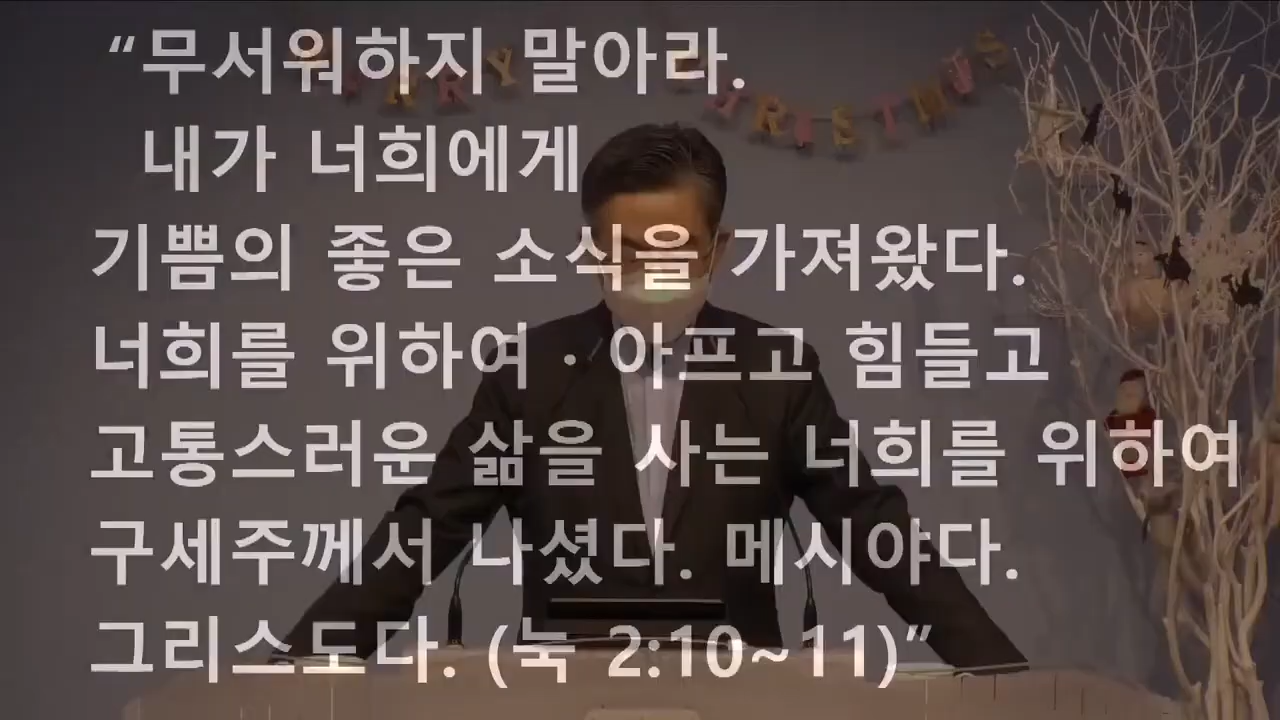 “무서워하지 말아라.
내가 너희에게
기쁨의 좋은 소식을 가져왔다.
너희를 위하여 · 아프고 힘들고
고통스러운 삶을 사는 너희를 위하여
구세주께서 나셨다. 메시야다.
그리스도다. (눅 2:10~11)”
MERRY CHRISTMAS